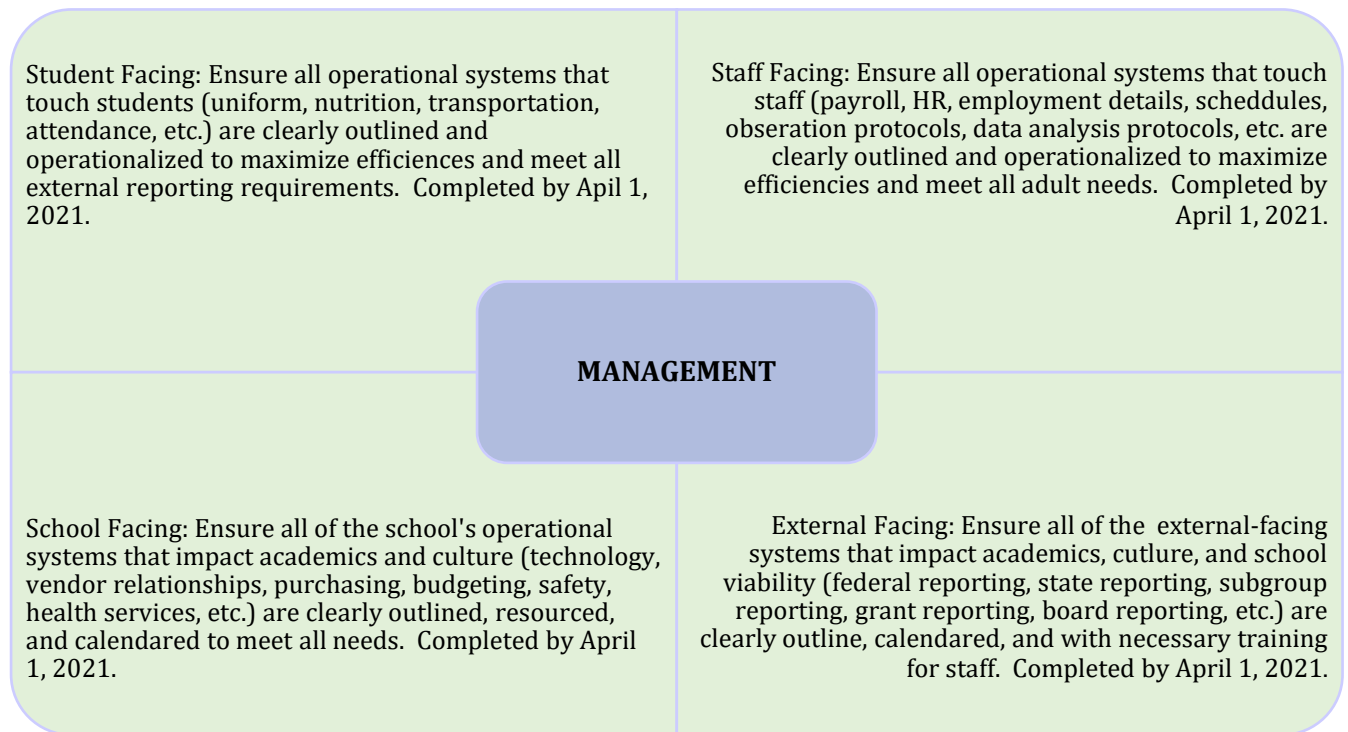 Student Facing: Ensure all operational systems that
touch students (uniform, nutrition, transportation,
attendance, etc.) are clearly outlined and
operationalized to maximize efficiences and meet all
external reporting requirements.  Completed by Apil 1,
2021.
Staff Facing: Ensure all operational systems that touch
staff (payroll, HR, employment details, scheddules,
obseration protocols, data analysis protocols, etc. are
clearly outlined and operationalized to maximize
efficiencies and meet all adult needs.  Completed by
April 1, 2021.
MANAGEMENT
School Facing: Ensure all of the school's operational
systems that impact academics and culture (technology,
vendor relationships, purchasing, budgeting, safety,
health services, etc.) are clearly outlined, resourced,
and calendared to meet all needs.  Completed by April
1, 2021.
External Facing: Ensure all of the  external-facing
systems that impact academics, cutlure, and school
viability (federal reporting, state reporting, subgroup
reporting, grant reporting, board reporting, etc.) are
clearly outline, calendared, and with necessary training
for staff.  Completed by April 1, 2021.